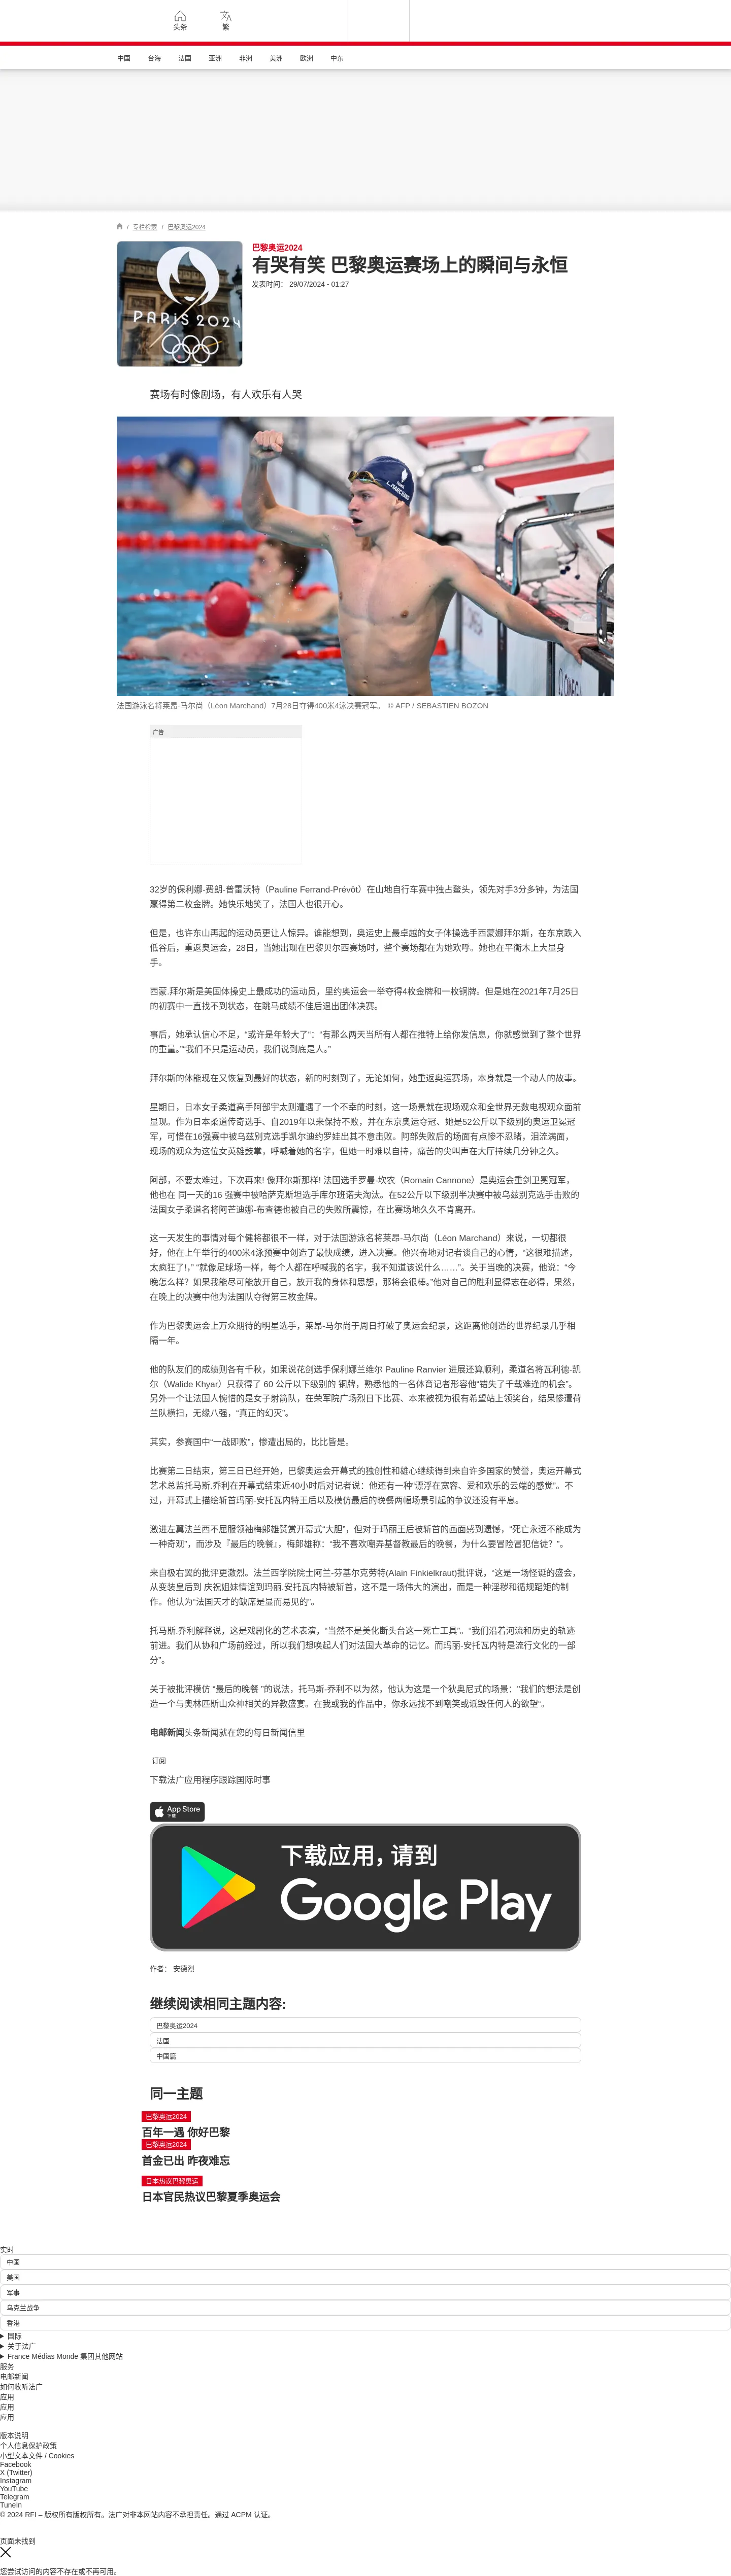 头条
繁
中国 台海 法国 亚洲 非洲 美洲 欧洲 中东
/ 专栏检索 / 巴黎奥运2024
PARIS 2024
巴黎奥运2024
有哭有笑 巴黎奥运赛场上的瞬间与永恒
发表时间： 29/07/2024 - 01:27
赛场有时像剧场，有人欢乐有人哭
法国游泳名将莱昂-马尔尚（Léon Marchand）7月28日夺得400米4泳决赛冠军。 © AFP / SEBASTIEN BOZON
广告
32岁的保利娜-费朗-普雷沃特（Pauline Ferrand-Prévôt）在山地自行车赛中独占鳌头，领先对手3分多钟，为法国
赢得第二枚金牌。她快乐地笑了，法国人也很开心。
但是，也许东山再起的运动员更让人惊异。谁能想到，奥运史上最卓越的女子体操选手西蒙娜拜尔斯，在东京跌入
低谷后，重返奥运会，28日，当她出现在巴黎贝尔西赛场时，整个赛场都在为她欢呼。她也在平衡木上大显身
手。
西蒙.拜尔斯是美国体操史上最成功的运动员，里约奥运会一举夺得4枚金牌和一枚铜牌。但是她在2021年7月25日
的初赛中一直找不到状态，在跳马成绩不佳后退出团体决赛。
事后，她承认信心不足，“或许是年龄大了“：“有那么两天当所有人都在推特上给你发信息，你就感觉到了整个世界
的重量。”“我们不只是运动员，我们说到底是人。”
拜尔斯的体能现在又恢复到最好的状态，新的时刻到了，无论如何，她重返奥运赛场，本身就是一个动人的故事。
星期日，日本女子柔道高手阿部宇太则遭遇了一个不幸的时刻，这一场景就在现场观众和全世界无数电视观众面前
显现。作为日本柔道传奇选手、自2019年以来保持不败，并在东京奥运夺冠、她是52公斤以下级别的奥运卫冕冠
军，可惜在16强赛中被乌兹别克选手凯尔迪约罗娃出其不意击败。阿部失败后的场面有点惨不忍睹，泪流满面，
现场的观众为这位女英雄鼓掌，呼喊着她的名字，但她一时难以自持，痛苦的尖叫声在大厅持续几分钟之久。
阿部，不要太难过，下次再来! 像拜尔斯那样! 法国选手罗曼-坎农（Romain Cannone）是奥运会重剑卫冕冠军，
他也在 同一天的16 强赛中被哈萨克斯坦选手库尔班诺夫淘汰。在52公斤以下级别半决赛中被乌兹别克选手击败的
法国女子柔道名将阿芒迪娜-布查德也被自己的失败所震惊，在比赛场地久久不肯离开。
这一天发生的事情对每个健将都很不一样，对于法国游泳名将莱昂-马尔尚（Léon Marchand）来说，一切都很
好，他在上午举行的400米4泳预赛中创造了最快成绩，进入决赛。他兴奋地对记者谈自己的心情，“这很难描述，
太疯狂了!，” “就像足球场一样，每个人都在呼喊我的名字，我不知道该说什么……”。关于当晚的决赛，他说：“今
晚怎么样？如果我能尽可能放开自己，放开我的身体和思想，那将会很棒。”他对自己的胜利显得志在必得，果然，
在晚上的决赛中他为法国队夺得第三枚金牌。
作为巴黎奥运会上万众期待的明星选手，莱昂-马尔尚于周日打破了奥运会纪录，这距离他创造的世界纪录几乎相
隔一年。
他的队友们的成绩则各有千秋，如果说花剑选手保利娜兰维尔 Pauline Ranvier 进展还算顺利，柔道名将瓦利德-凯
尔（Walide Khyar）只获得了 60 公斤以下级别的 铜牌，熟悉他的一名体育记者形容他“错失了千载难逢的机会”。
另外一个让法国人惋惜的是女子射箭队，在荣军院广场烈日下比赛、本来被视为很有希望站上领奖台，结果惨遭荷
兰队横扫，无缘八强，“真正的幻灭”。
其实，参赛国中“一战即败”，惨遭出局的，比比皆是。
比赛第二日结束，第三日已经开始，巴黎奥运会开幕式的独创性和雄心继续得到来自许多国家的赞誉，奥运开幕式
艺术总监托马斯.乔利在开幕式结束近40小时后对记者说：他还有一种“漂浮在宽容、爱和欢乐的云端的感觉”。不
过，开幕式上描绘斩首玛丽-安托瓦内特王后以及模仿最后的晚餐两幅场景引起的争议还没有平息。
激进左翼法兰西不屈服领袖梅郎雄赞赏开幕式“大胆”，但对于玛丽王后被斩首的画面感到遗憾，“死亡永远不能成为
一种奇观”，而涉及『最后的晚餐』，梅郎雄称：“我不喜欢嘲弄基督教最后的晚餐，为什么要冒险冒犯信徒？”。
来自极右翼的批评更激烈。法兰西学院院士阿兰-芬基尔克劳特(Alain Finkielkraut)批评说，“这是一场怪诞的盛会，
从变装皇后到 庆祝姐妹情谊到玛丽.安托瓦内特被斩首，这不是一场伟大的演出，而是一种淫秽和循规蹈矩的制
作。他认为“法国天才的缺席是显而易见的”。
托马斯.乔利解释说，这是戏剧化的艺术表演，“当然不是美化断头台这一死亡工具”。“我们沿着河流和历史的轨迹
前进。我们从协和广场前经过，所以我们想唤起人们对法国大革命的记忆。而玛丽-安托瓦内特是流行文化的一部
分”。
关于被批评模仿 “最后的晚餐 ”的说法，托马斯-乔利不以为然，他认为这是一个狄奥尼式的场景：”我们的想法是创
造一个与奥林匹斯山众神相关的异教盛宴。在我或我的作品中，你永远找不到嘲笑或诋毁任何人的欲望“。
电邮新闻头条新闻就在您的每日新闻信里
订阅
下载法广应用程序跟踪国际时事
App Store
下载
下载应用，请到
Google Play
作者： 安德烈
继续阅读相同主题内容:
巴黎奥运2024
法国
中国篇
同一主题
巴黎奥运2024
百年一遇 你好巴黎
巴黎奥运2024
首金已出 昨夜难忘
日本热议巴黎奥运
日本官民热议巴黎夏季奥运会
实时
中国
美国
军事
乌克兰战争
香港
国际
关于法广
France Médias Monde 集团其他网站
服务
电邮新闻
如何收听法广
应用
应用
应用
版本说明
个人信息保护政策
小型文本文件 / Cookies
Facebook
X (Twitter)
Instagram
YouTube
Telegram
TuneIn
© 2024 RFI – 版权所有版权所有。法广对非本网站内容不承担责任。通过 ACPM 认证。
页面未找到
您尝试访问的内容不存在或不再可用。